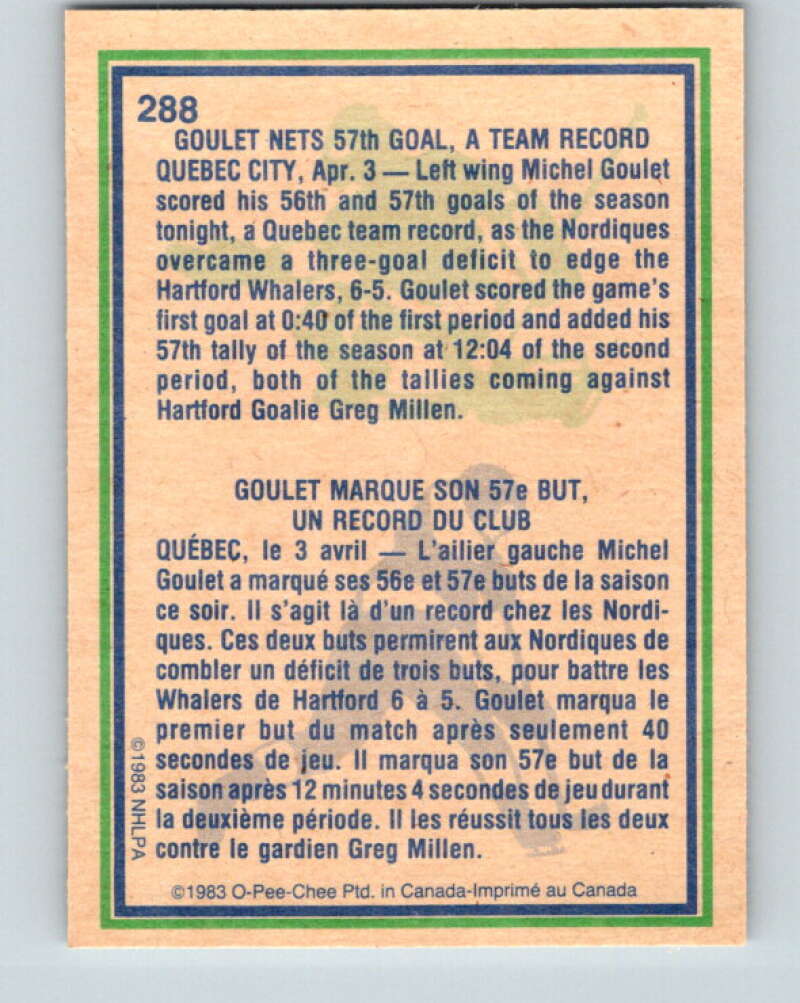 288
GOULET NETS 57th GOAL, A TEAM RECORD
QUEBEC CITY, Apr. 3 — Left wing Michel Goulet
scored his 56th and 57th goals of the season
tonight, a Quebec team record, as the Nordiques
overcame a three-goal deficit to edge the
Hartford Whalers, 6-5. Goulet scored the game's
first goal at 0:40 of the first period and added his
57th tally of the season at 12:04 of the second
period, both of the tallies coming against
Hartford Goalie Greg Millen.
GOULET MARQUE SON 57e BUT,
UN RECORD DU CLUB
QUÉBEC, le 3 avril — L'ailier gauche Michel
Goulet a marqué ses 56e et 57e buts de la saison
ce soir. Il s'agit là d'un record chez les Nordi-
ques. Ces deux buts permirent aux Nordiques de
combler un déficit de trois buts, pour battre les
Whalers de Hartford 6 à 5. Goulet marqua le
premier but du match après seulement 40
secondes de jeu. Il marqua son 57e but de la
saison après 12 minutes 4 secondes de jeu durant
la deuxième période. Il les réussit tous les deux
contre le gardien Greg Millen.
©1983 NHLPA
©1983 O-Pee-Chee Ptd. in Canada-Imprimé au Canada